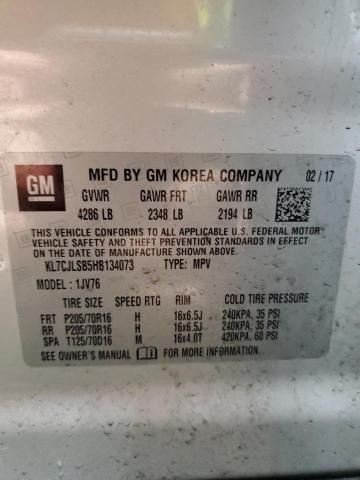 GM
MFD BY GM KOREA COMPANY 02/17
GVWR GAWR FRT GAWR RR
4286 LB 2348 LB 2194 LB
THIS VEHICLE CONFORMS TO ALL APPLICABLE U.S. FEDERAL MOTOR
VEHICLE SAFETY, BUMPER, AND THEFT PREVENTION STANDARDS
IN EFFECT ON THE DATE OF MANUFACTURE SHOWN ABOVE.
KL7CJLSB5HB134073 TYPE: MPV
MODEL: 1JV76
TIRE SIZE SPEED RTG RIM COLD TIRE PRESSURE
FRT P205/70R16 H 16x6.5J 240KPA, 35 PSI
RR P205/70R16 H 16x6.5J 240KPA, 35 PSI
SPA T125/70D16 M 16x4.0T 420KPA, 60 PSI
SEE OWNER'S MANUAL FOR MORE INFORMATION.